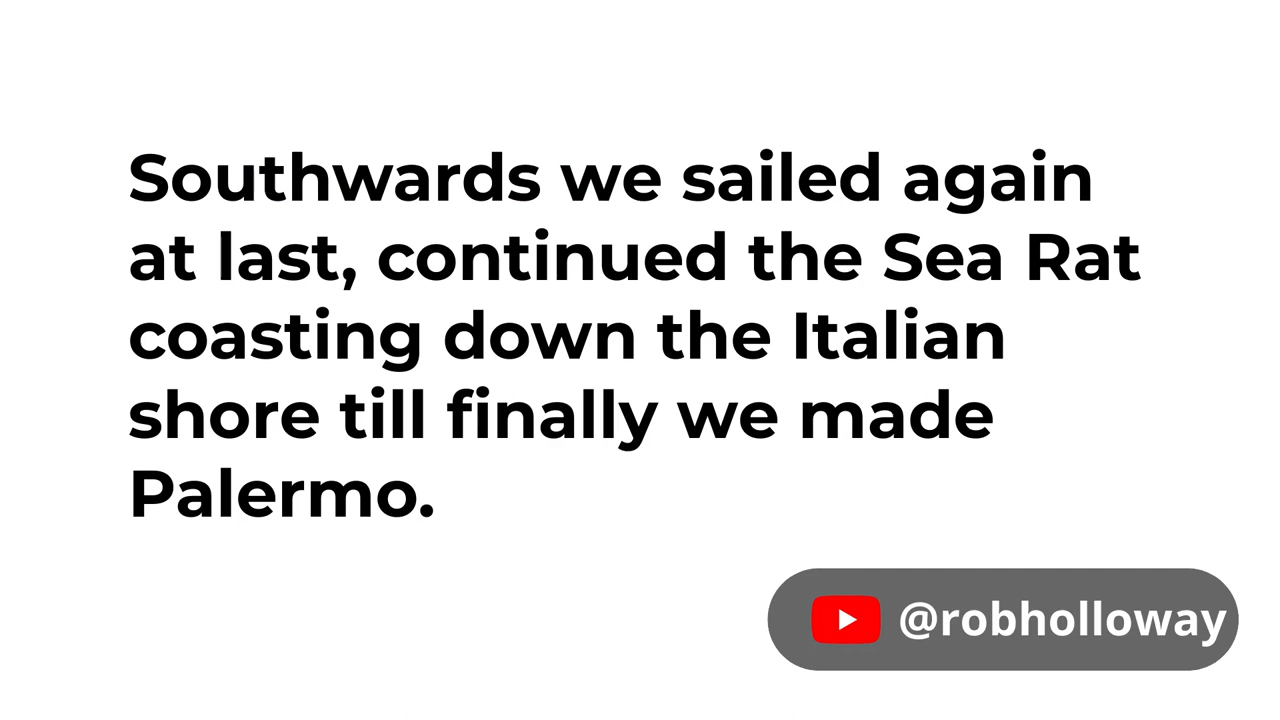 Southwards we sailed again
at last, continued the Sea Rat
coasting down the Italian
shore till finally we made
Palermo.
@robholloway